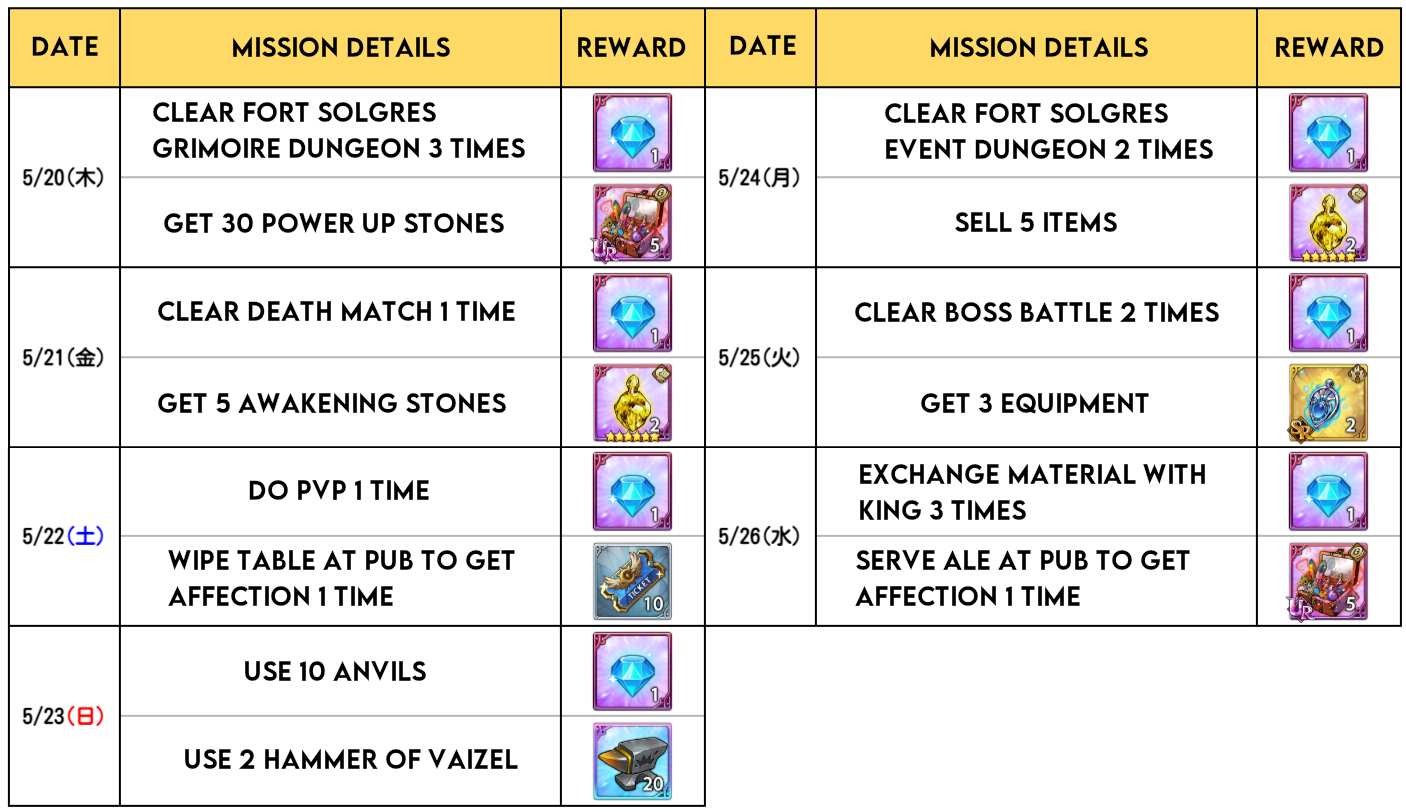 DATE
MISSION DETAILS
REWARD
5/20(木)
CLEAR FORT SOLGRES
GRIMOIRE DUNGEON 3 TIMES
1
GET 30 POWER UP STONES
UR
5
5/21(金)
CLEAR DEATH MATCH 1 TIME
1
GET 5 AWAKENING STONES
2
5/22(土)
DO PVP 1 TIME
1
WIPE TABLE AT PUB TO GET
AFFECTION 1 TIME
TICKET
10
5/23(日)
USE 10 ANVILS
1
USE 2 HAMMER OF VAIZEL
20
DATE
MISSION DETAILS
REWARD
5/24(月)
CLEAR FORT SOLGRES
EVENT DUNGEON 2 TIMES
1
SELL 5 ITEMS
2
5/25(火)
CLEAR BOSS BATTLE 2 TIMES
1
GET 3 EQUIPMENT
SR
2
5/26(水)
EXCHANGE MATERIAL WITH
KING 3 TIMES
1
SERVE ALE AT PUB TO GET
AFFECTION 1 TIME
UR
5